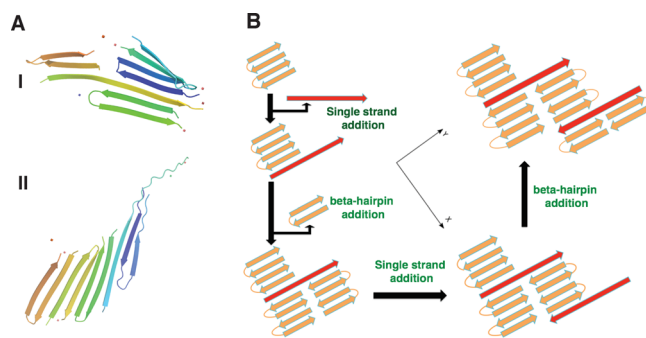 A
B
I
II
Single strand
addition
beta-hairpin
addition
Single strand
addition
beta-hairpin
addition
Y
X